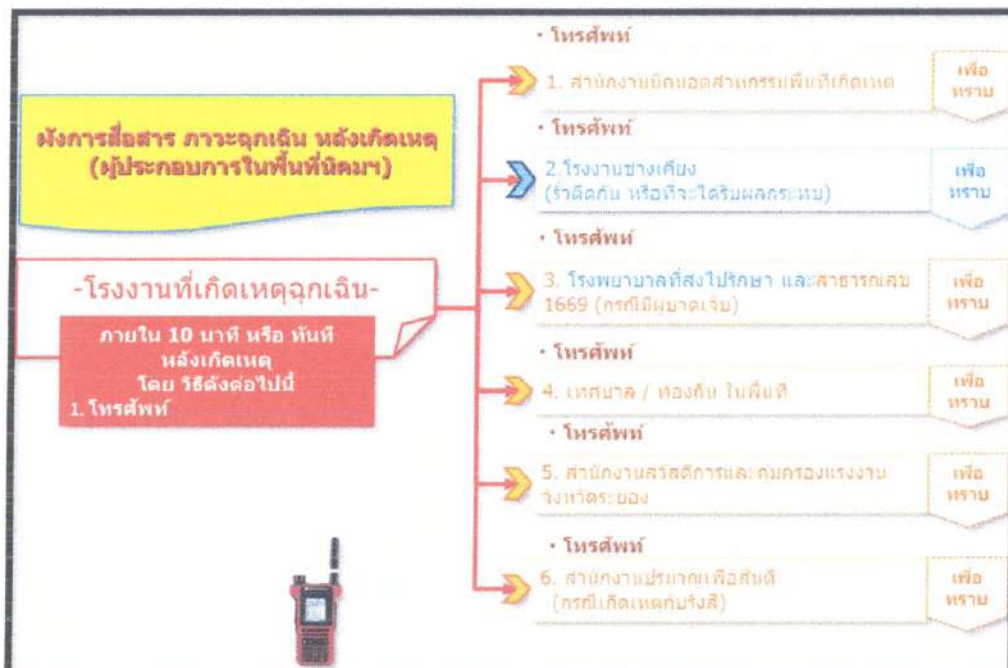 ผังการสื่อสาร ภาวะฉุกเฉิน หลังเกิดเหตุ
(ผู้ประกอบการในพื้นที่นิคมฯ)
-โรงงานที่เกิดเหตุฉุกเฉิน-
ภายใน 10 นาที หรือ ทันที
หลังเกิดเหตุ
โดย วิธีดังต่อไปนี้
1. โทรศัพท์
• โทรศัพท์
1. สำนักงานนิคมอุตสาหกรรมพื้นที่เกิดเหตุ
เพื่อ
ทราบ
• โทรศัพท์
2.โรงงานข้างเคียง
(รั้วติดกัน หรือที่จะได้รับผลกระทบ)
เพื่อ
ทราบ
• โทรศัพท์
3. โรงพยาบาลที่ส่งไปรักษา และสาธารณสุข
1669 (กรณีมีผู้บาดเจ็บ)
เพื่อ
ทราบ
• โทรศัพท์
4. เทศบาล / ท้องถิ่น ในพื้นที่
เพื่อ
ทราบ
• โทรศัพท์
5. สำนักงานสวัสดิการและคุ้มครองแรงงาน
จังหวัดระยอง
เพื่อ
ทราบ
• โทรศัพท์
6. สำนักงานปรมาณูเพื่อสันติ
(กรณีเกิดเหตุกับรังสี)
เพื่อ
ทราบ